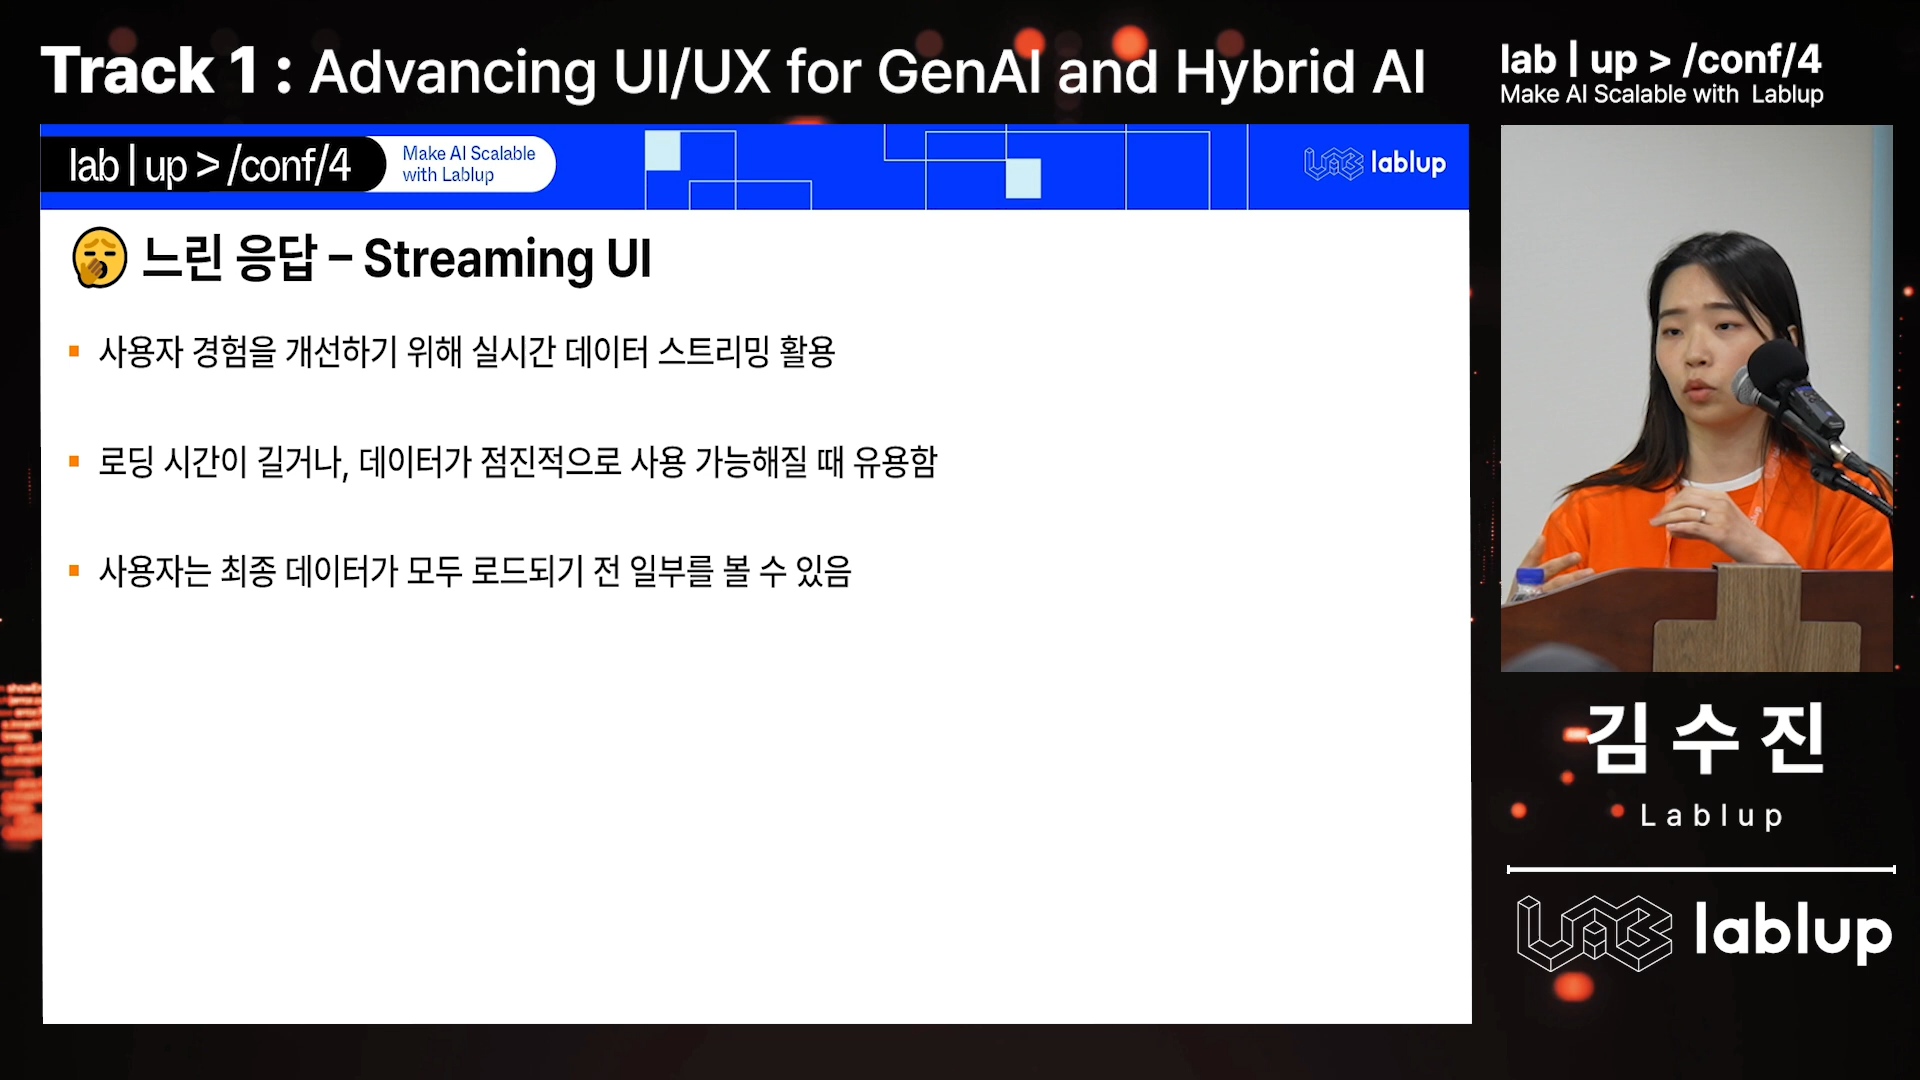 Track 1 : Advancing UI/UX for GenAI and Hybrid AI
lab | up > /conf/4
Make AI Scalable with Lablup
lab | up > /conf/4
Make AI Scalable
with Lablup
lablup
느린 응답 – Streaming UI
사용자 경험을 개선하기 위해 실시간 데이터 스트리밍 활용
로딩 시간이 길거나, 데이터가 점진적으로 사용 가능해질 때 유용함
사용자는 최종 데이터가 모두 로드되기 전 일부를 볼 수 있음
김수진
Lablup
lablup